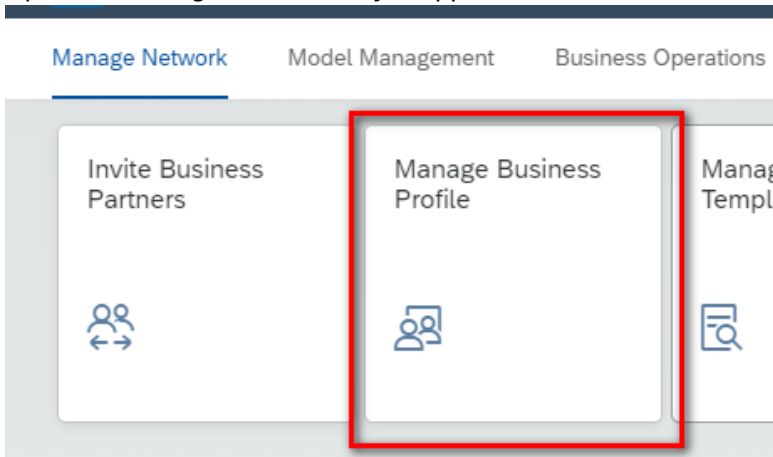 Manage Network Model Management Business Operations
Invite Business Partners
Manage Business Profile